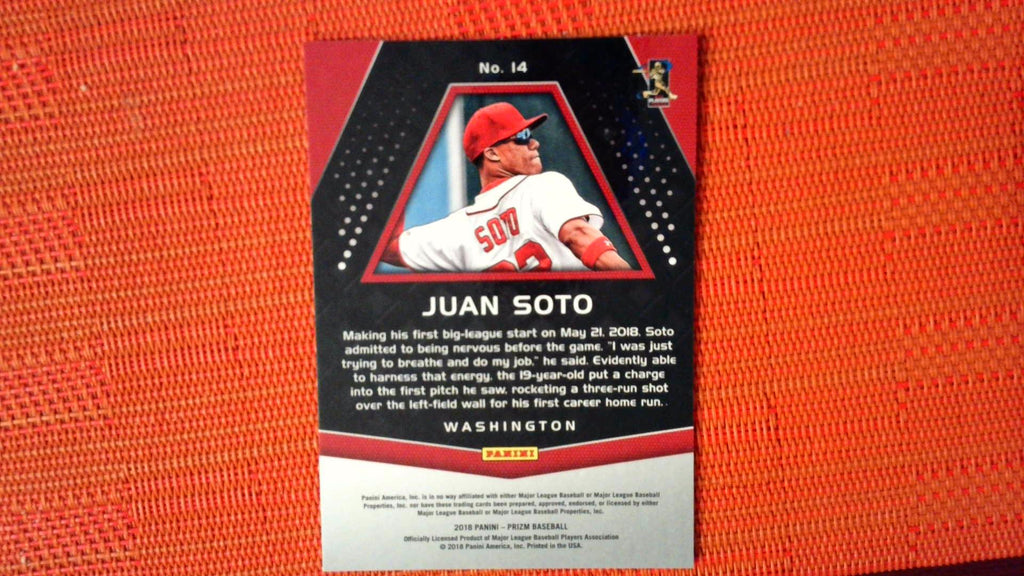 No. 14
PLAYERS
SOTO
JUAN SOTO
Making his first big-league start on May 21, 2018, Soto
admitted to being nervous before the game. "I was just
trying to breathe and do my job," he said. Evidently able
to harness that energy, the 19-year-old put a charge
into the first pitch he saw, rocketing a three-run shot
over the left-field wall for his first career home run.
WASHINGTON
PANINI
Panini America, Inc. is in no way affiliated with either Major League Baseball or Major League Baseball
Properties, Inc. nor have these trading cards been prepared, approved, endorsed, or licensed by either
Major League Baseball or Major League Baseball Properties, Inc.
2018 PANINI – PRIZM BASEBALL
Officially Licensed Product of Major League Baseball Players Association
© 2018 Panini America, Inc. Printed in the USA.